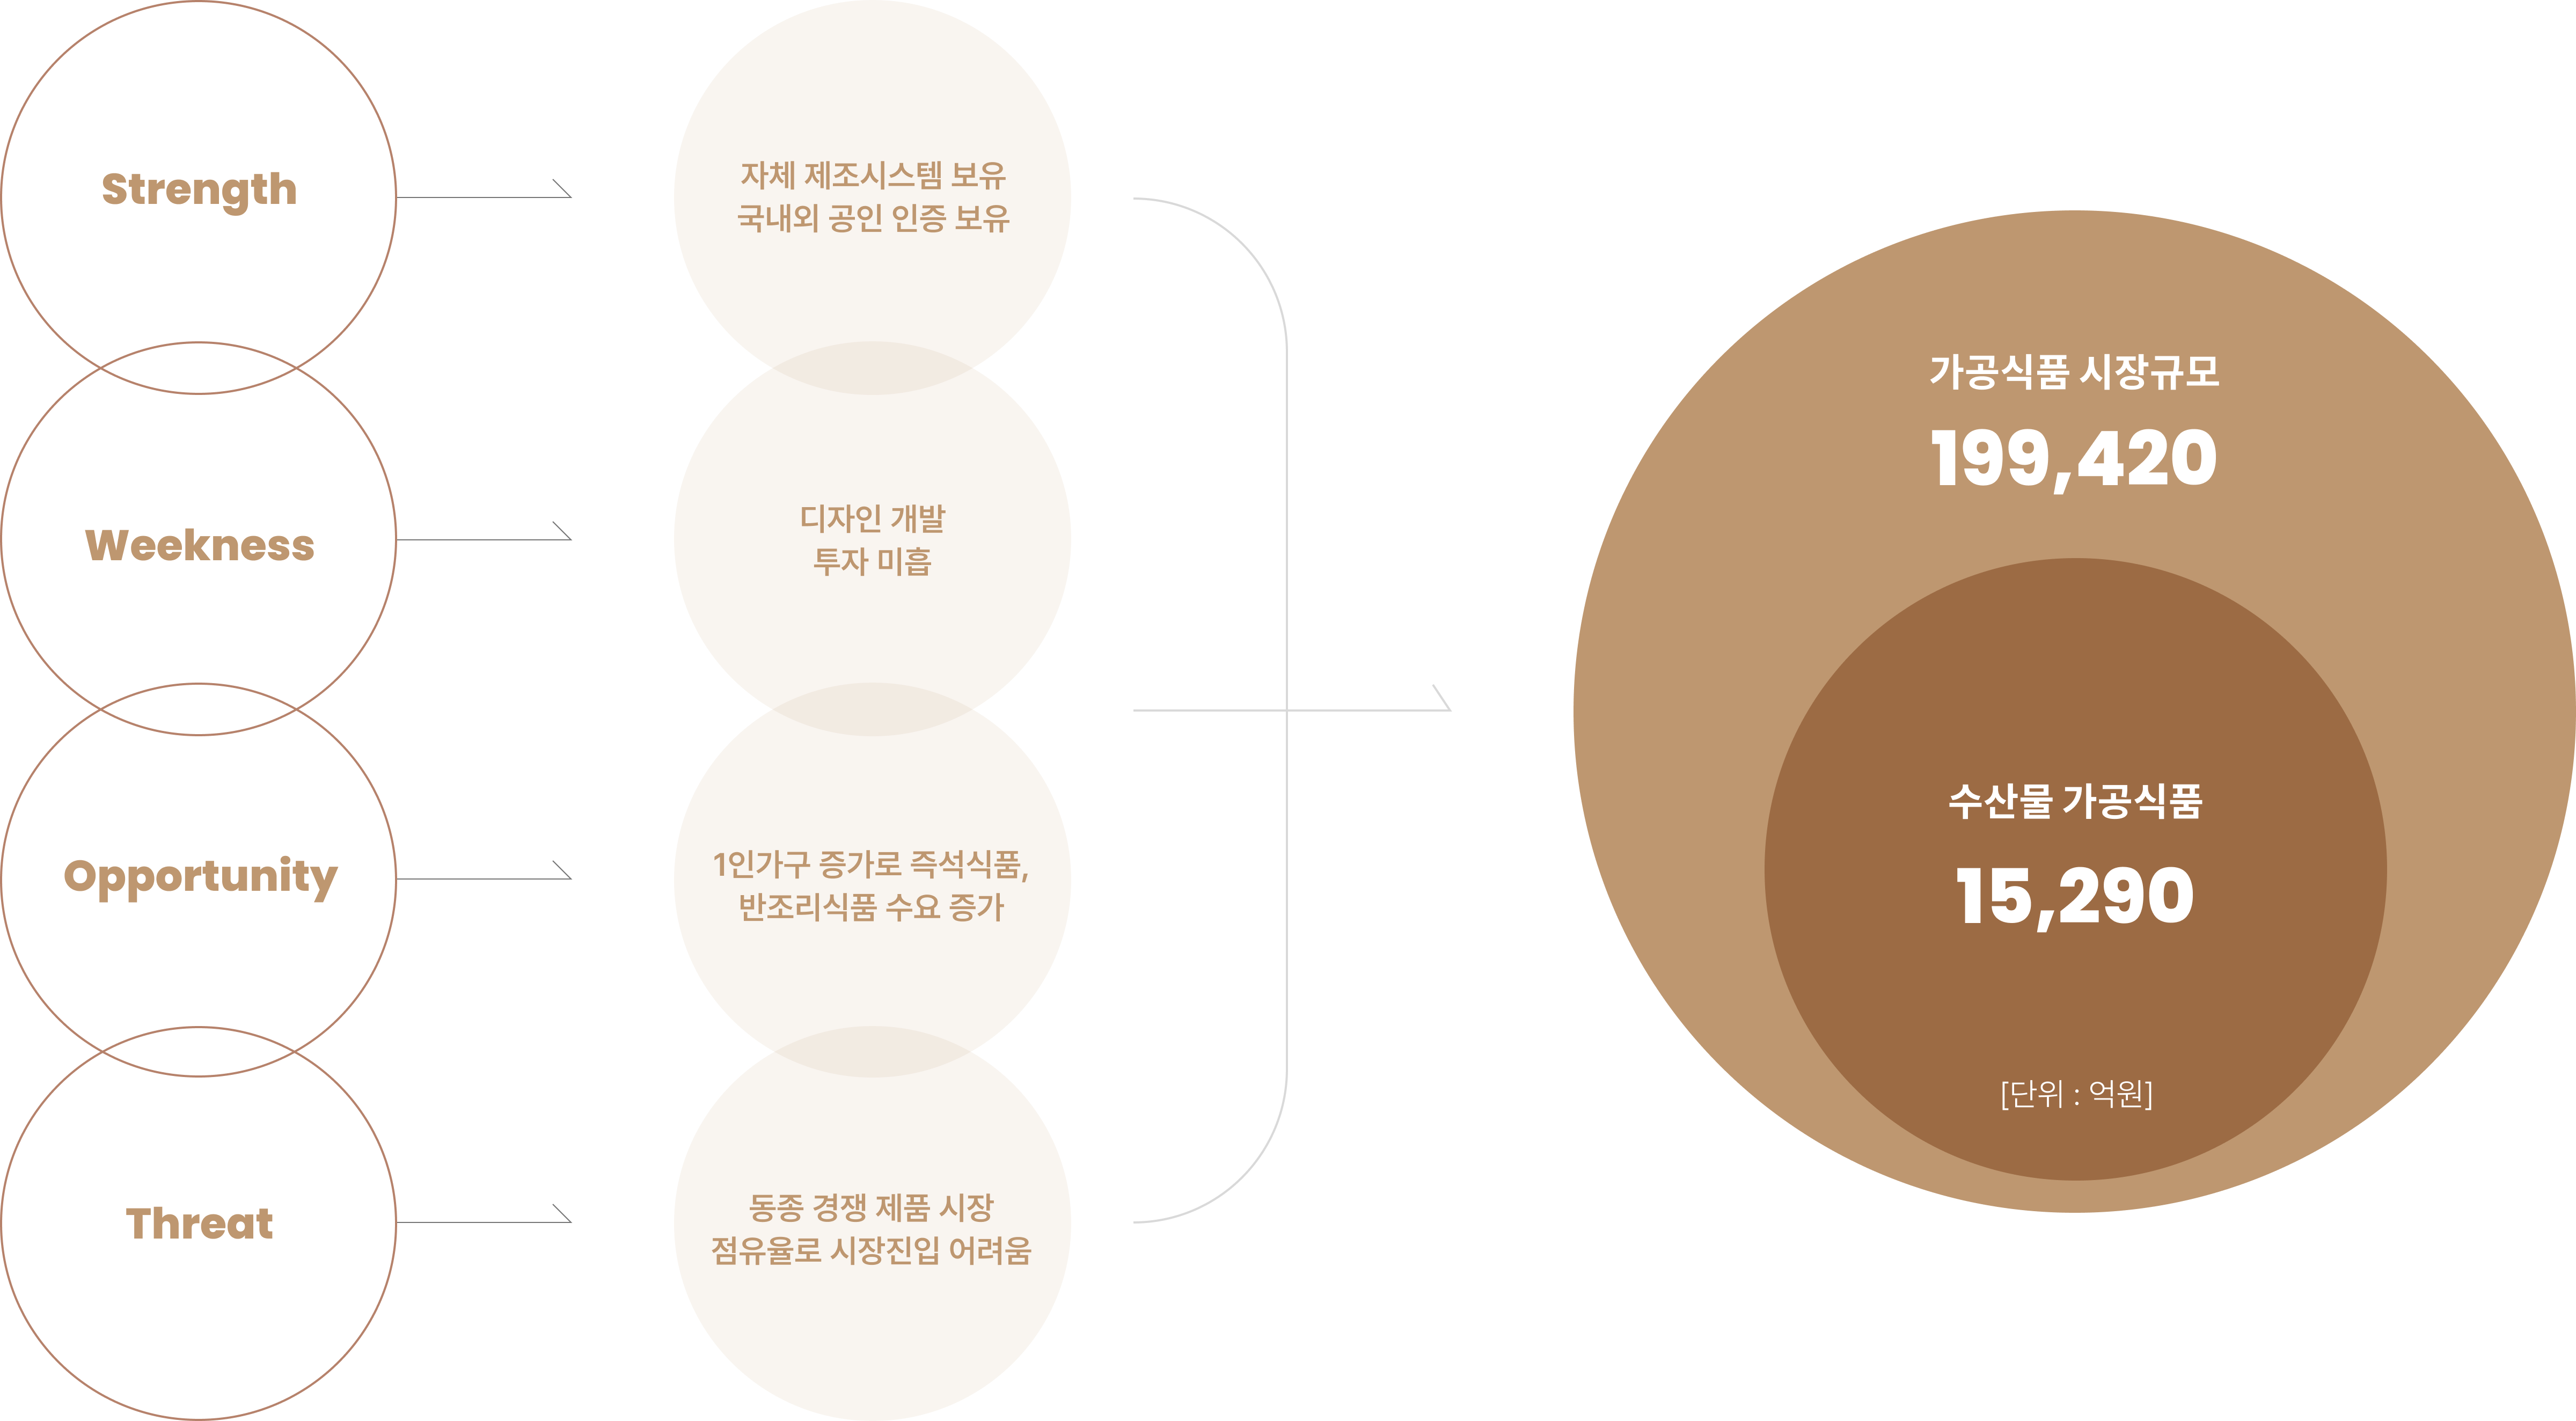 Strength
자체 제조시스템 보유
국내외 공인 인증 보유
Weekness
디자인 개발
투자 미흡
Opportunity
1인가구 증가로 즉석식품,
반조리식품 수요 증가
Threat
동종 경쟁 제품 시장
점유율로 시장진입 어려움
가공식품 시장규모
199,420
수산물 가공식품
15,290
[단위 : 억원]